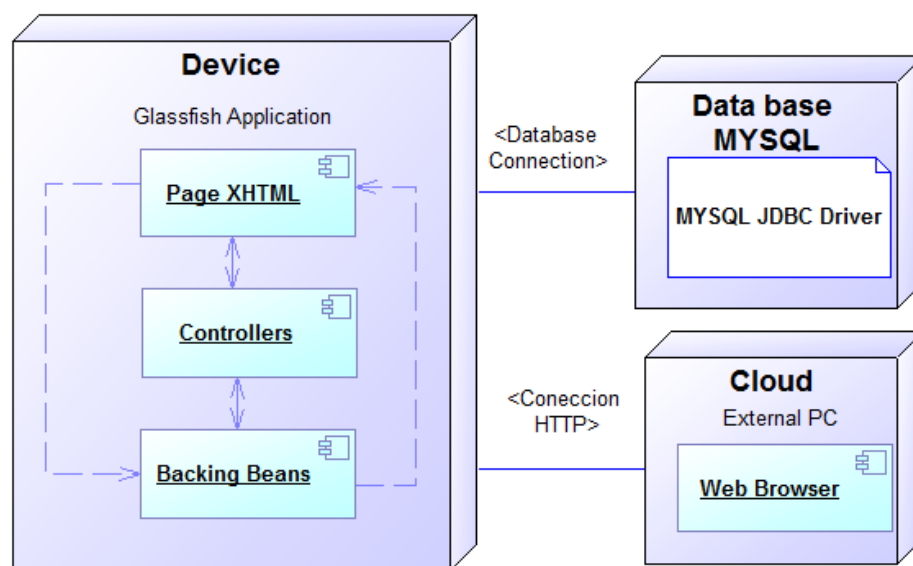 Device
Glassfish Application
Page XHTML
Controllers
Backing Beans
<Database
Connection>
Data base
MYSQL
MYSQL JDBC Driver
<Coneccion
HTTP>
Cloud
External PC
Web Browser